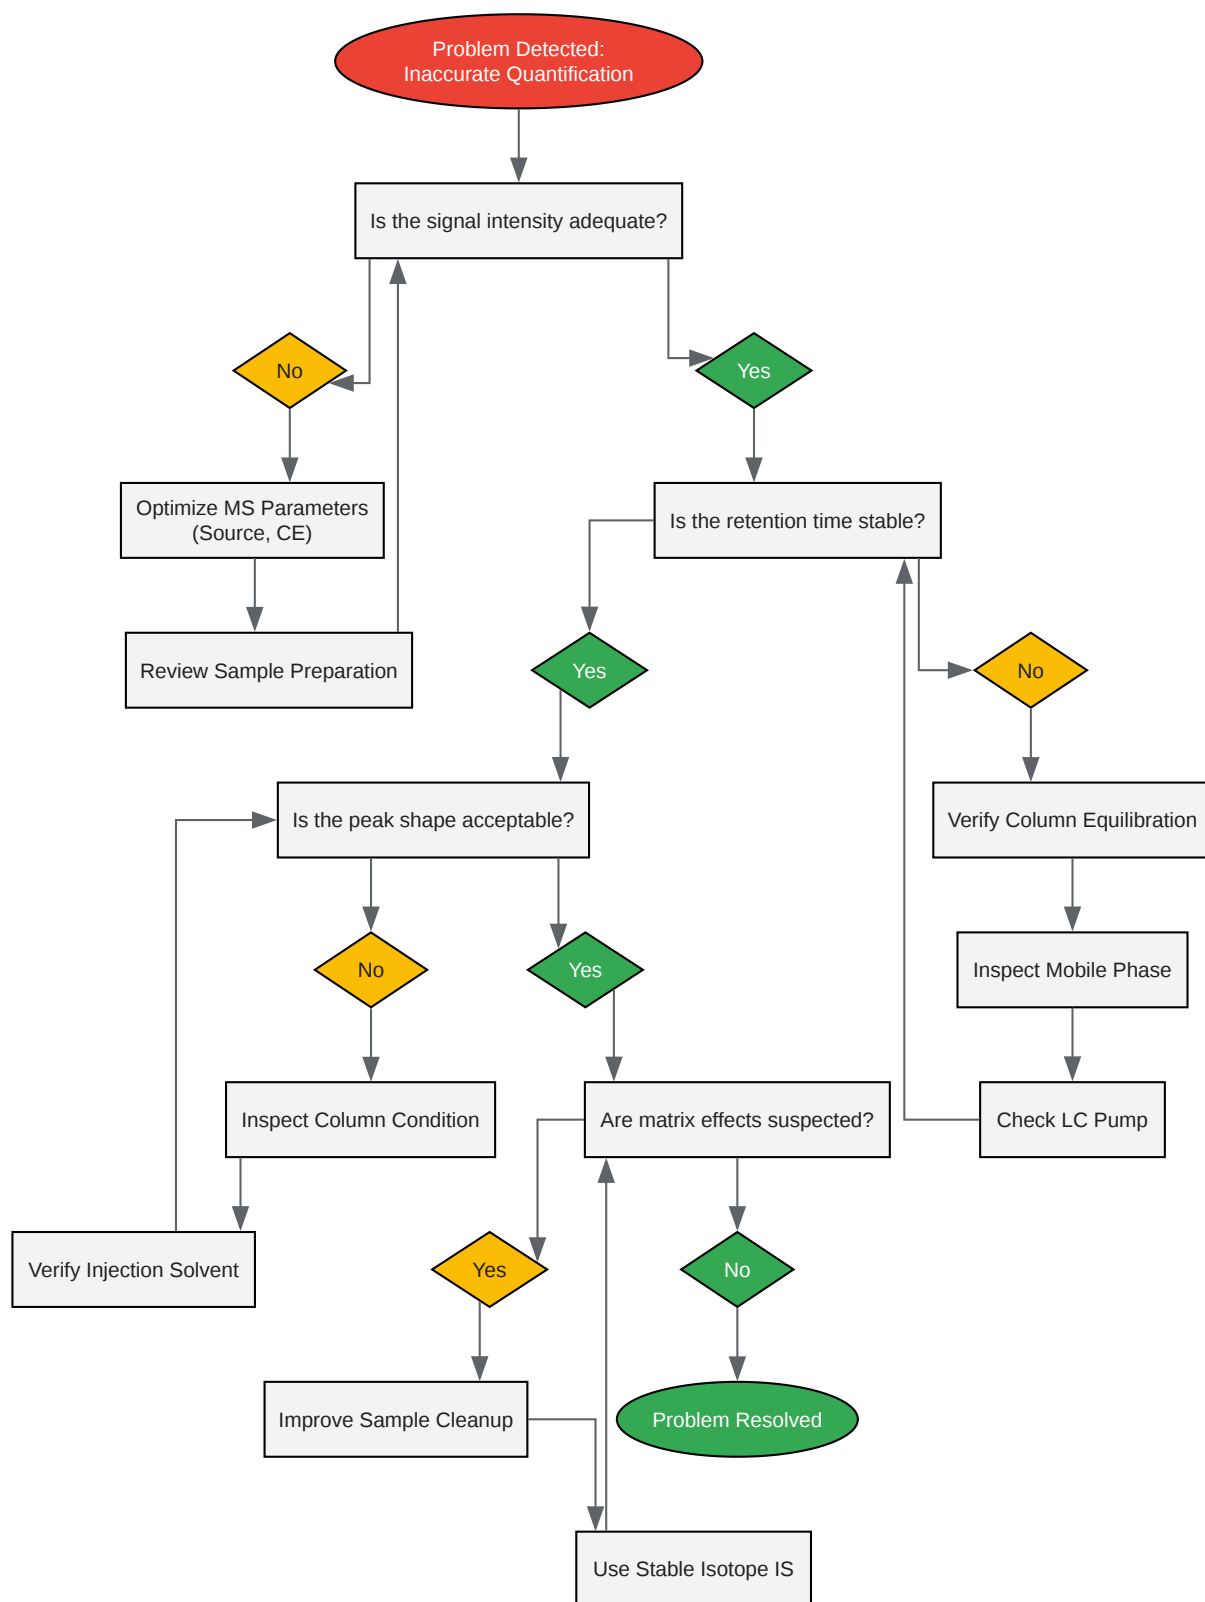 Problem Detected:
Inaccurate Quantification
Is the signal intensity adequate?
No
Yes
Optimize MS Parameters
(Source, CE)
Is the retention time stable?
Review Sample Preparation
Yes
No
Is the peak shape acceptable?
Verify Column Equilibration
No
Yes
Inspect Mobile Phase
Inspect Column Condition
Are matrix effects suspected?
Check LC Pump
Verify Injection Solvent
Yes
No
Improve Sample Cleanup
Problem Resolved
Use Stable Isotope IS